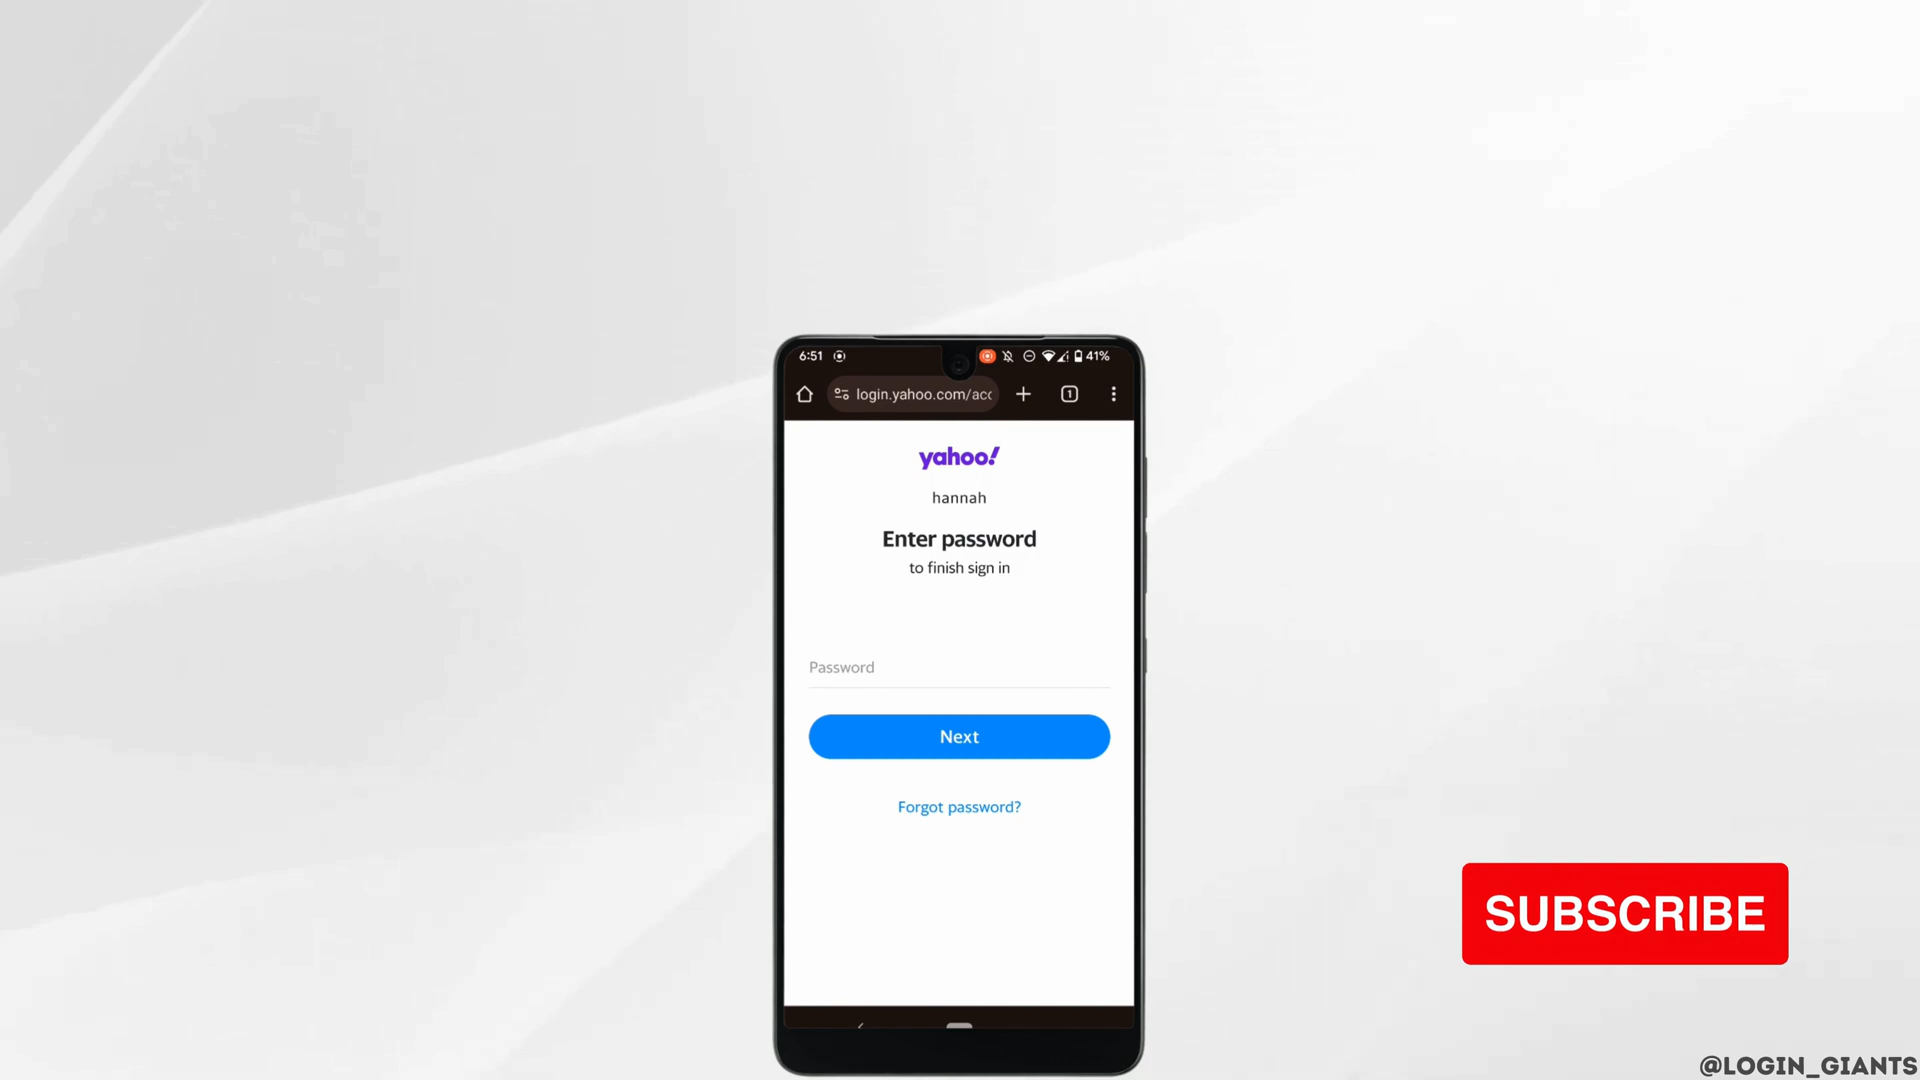 6:51 41%
login.yahoo.com/acc
1
yahoo!
hannah
Enter password
to finish sign in
Password
Next
Forgot password?
SUBSCRIBE
@LOGIN_GIANTS